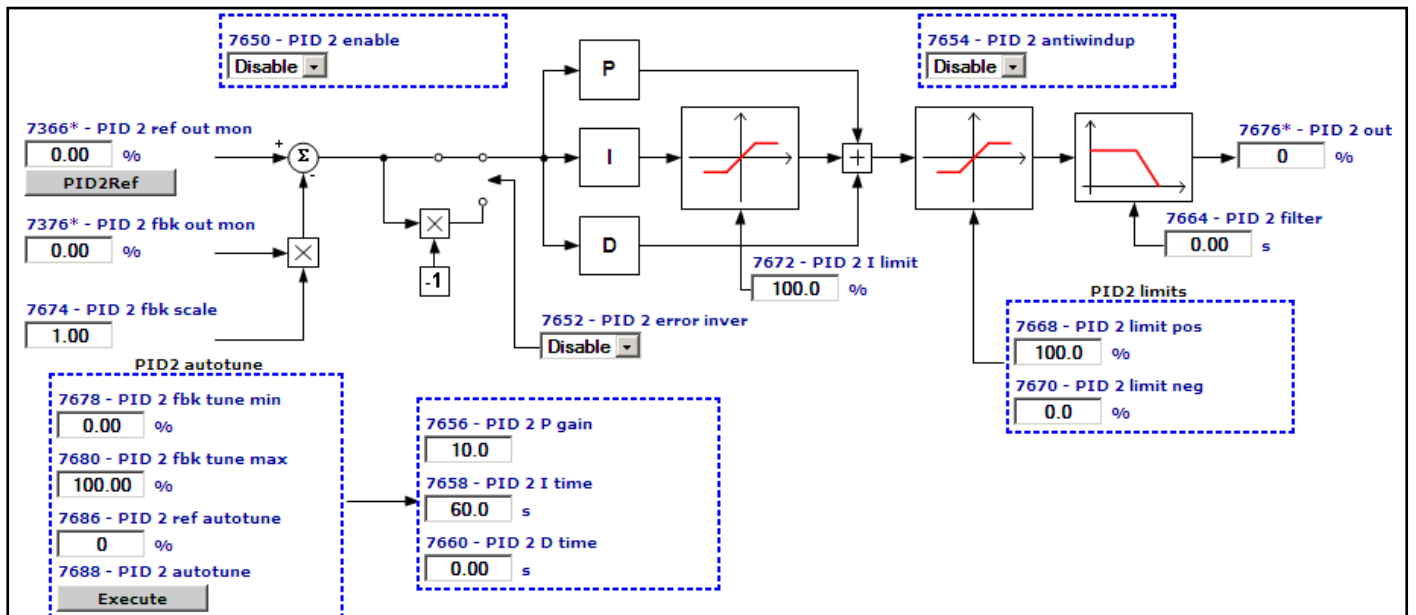 7650 - PID 2 enable
Disable
7654 - PID 2 antiwindup
Disable
P
I
D
7366* - PID 2 ref out mon
0.00 %
PID2Ref
+
Σ
-
7376* - PID 2 fbk out mon
0.00 %
×
×
-1
7674 - PID 2 fbk scale
1.00
+
7676* - PID 2 out
0 %
7664 - PID 2 filter
0.00 s
7672 - PID 2 I limit
100.0 %
7652 - PID 2 error inver
Disable
PID2 limits
7668 - PID 2 limit pos
100.0 %
7670 - PID 2 limit neg
0.0 %
PID2 autotune
7678 - PID 2 fbk tune min
0.00 %
7680 - PID 2 fbk tune max
100.00 %
7686 - PID 2 ref autotune
0 %
7688 - PID 2 autotune
Execute
7656 - PID 2 P gain
10.0
7658 - PID 2 I time
60.0 s
7660 - PID 2 D time
0.00 s